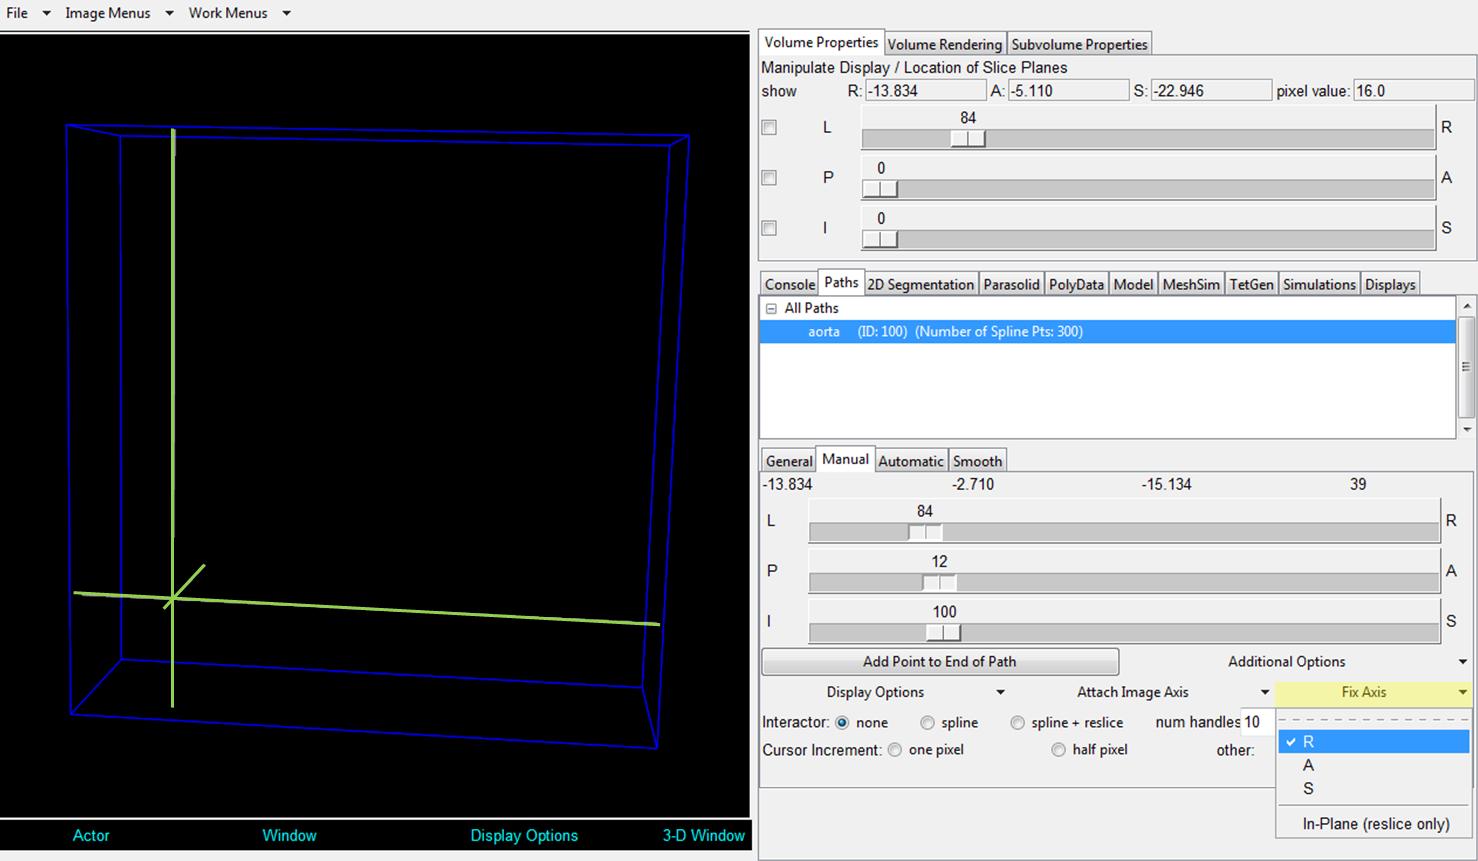 File Image Menus Work Menus
Volume Properties Volume Rendering Subvolume Properties
Manipulate Display / Location of Slice Planes
show R: -13.834 A: -5.110 S: -22.946 pixel value: 16.0
84
L R
0
P A
0
I S
Console Paths 2D Segmentation Parasolid PolyData Model MeshSim TetGen Simulations Displays
All Paths
aorta (ID: 100) (Number of Spline Pts: 300)
General Manual Automatic Smooth
-13.834 -2.710 -15.134 39
84
L R
12
P A
100
I S
Add Point to End of Path Additional Options
Display Options Attach Image Axis Fix Axis
Interactor: none spline spline + reslice num handles 10
R
Cursor Increment: one pixel half pixel other:
A
S
In-Plane (reslice only)
Actor Window Display Options 3-D Window